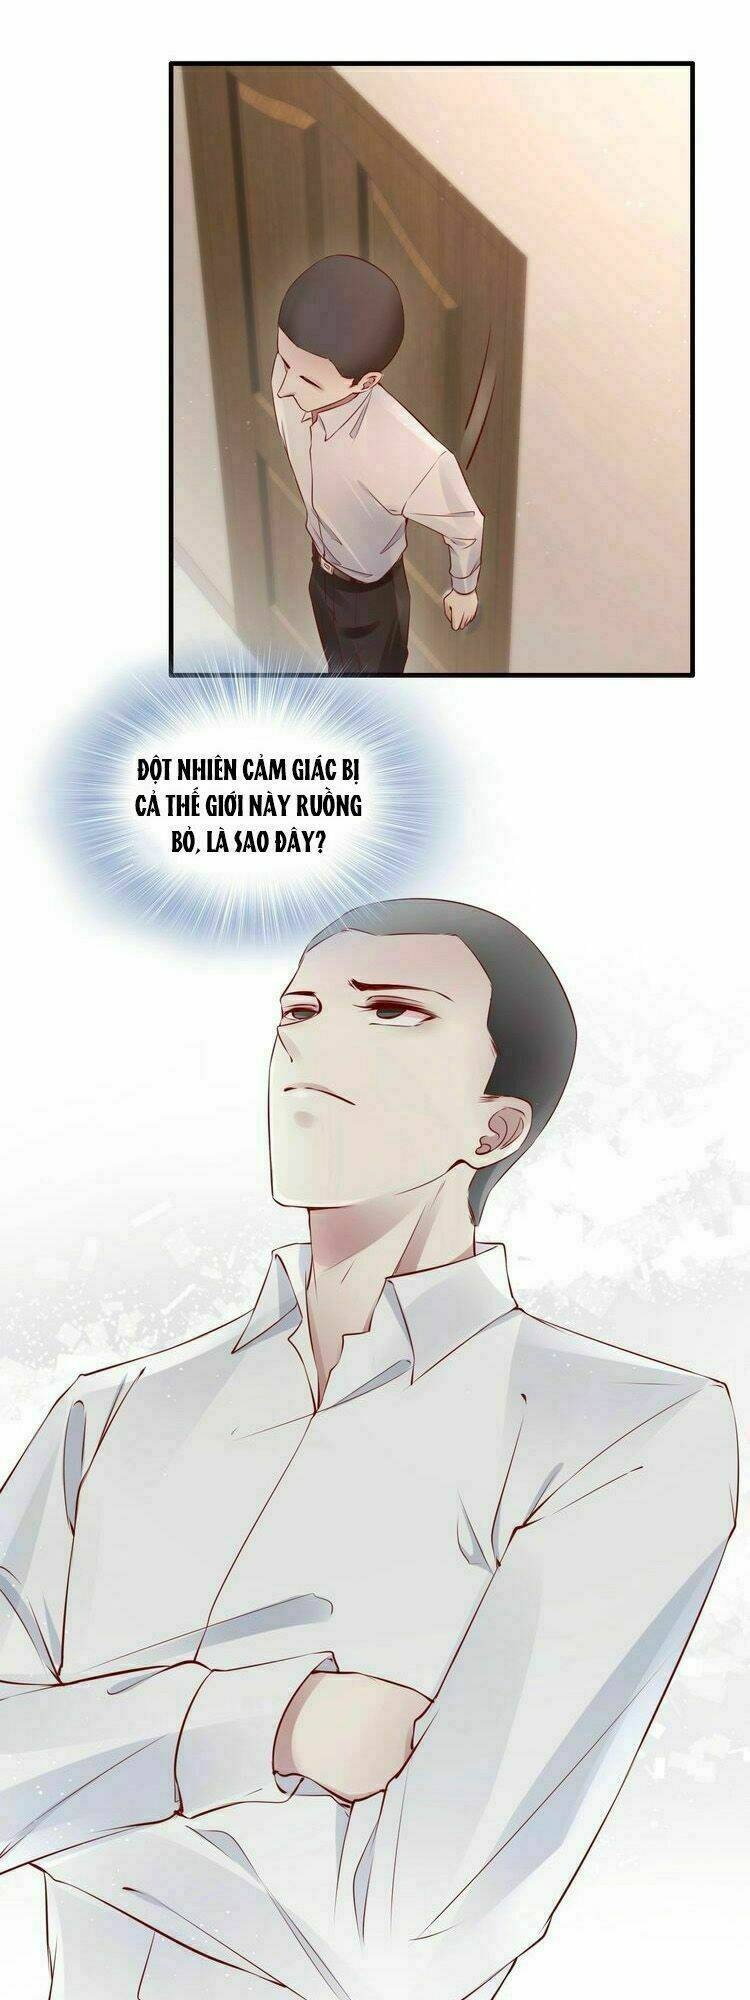 ĐỘT NHIÊN CẢM GIÁC BỊ
CẢ THẾ GIỚI NÀY RUỒNG
BỎ, LÀ SAO ĐÂY?